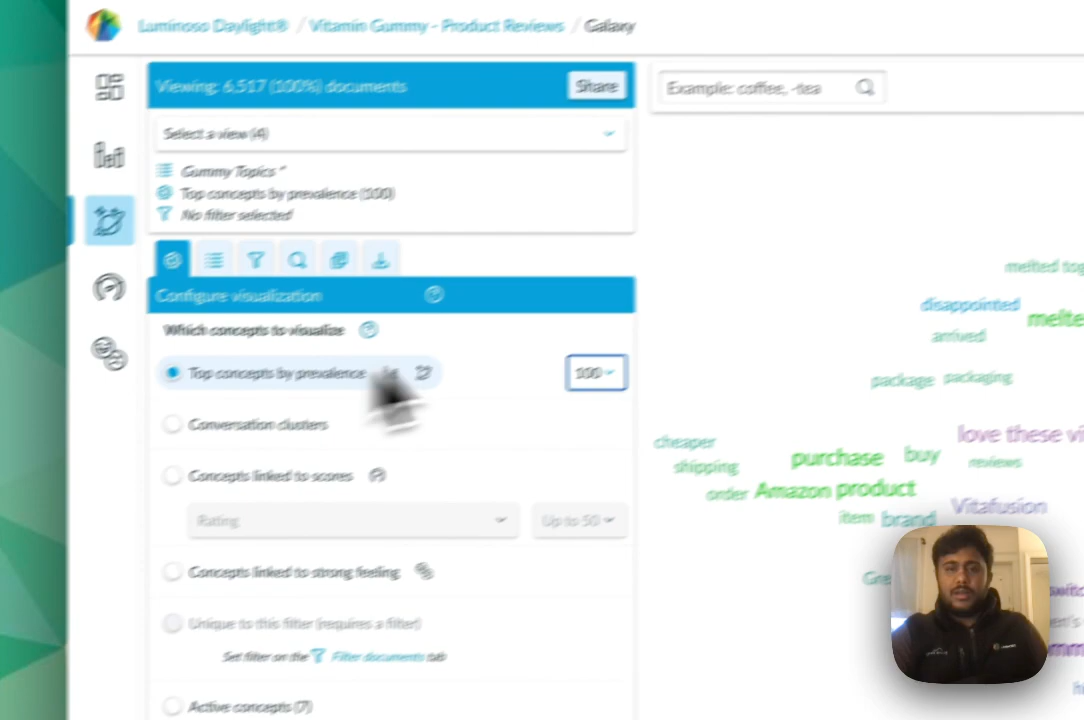 Luminoso Daylight® / Vitamin Gummy - Product Reviews / Galaxy
Viewing: 6,517 (100%) documents
Share
Example: coffee, -tea
Select a view (4)
Gummy Topics *
Top concepts by prevalence (100)
No filter selected
Configure visualization
Which concepts to visualize
Top concepts by prevalence
100
Conversation clusters
Concepts linked to scores
Rating
Up to 50
Concepts linked to strong feeling
Unique to this filter (requires a filter)
Set filter on the Filter documents tab
Active concepts (7)
melted tog
disappointed
melte
arrived
package packaging
cheaper
love these vi
purchase buy
shipping
reviews
order Amazon product
Vitafusion
item brand
Gre